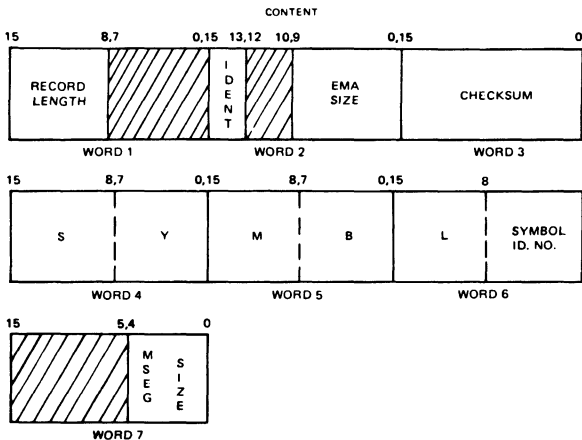 CONTENT
15 8,7 0,15 13,12 10,9 0,15 0
RECORD LENGTH
IDENT
EMA SIZE
CHECKSUM
WORD 1 WORD 2 WORD 3
15 8,7 0,15 8,7 0,15 8
S Y M B L SYMBOL ID. NO.
WORD 4 WORD 5 WORD 6
15 5,4 0
MSEG SIZE
WORD 7